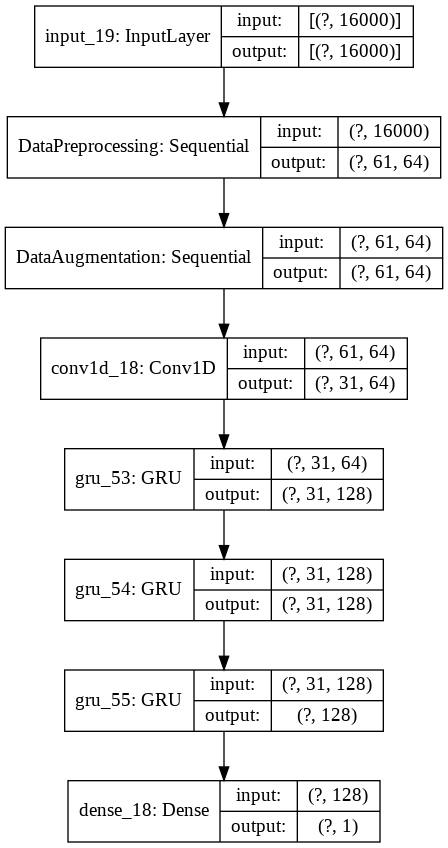 input_19: InputLayer
input: [(?, 16000)]
output: [(?, 16000)]
DataPreprocessing: Sequential
input: (?, 16000)
output: (?, 61, 64)
DataAugmentation: Sequential
input: (?, 61, 64)
output: (?, 61, 64)
conv1d_18: Conv1D
input: (?, 61, 64)
output: (?, 31, 64)
gru_53: GRU
input: (?, 31, 64)
output: (?, 31, 128)
gru_54: GRU
input: (?, 31, 128)
output: (?, 31, 128)
gru_55: GRU
input: (?, 31, 128)
output: (?, 128)
dense_18: Dense
input: (?, 128)
output: (?, 1)